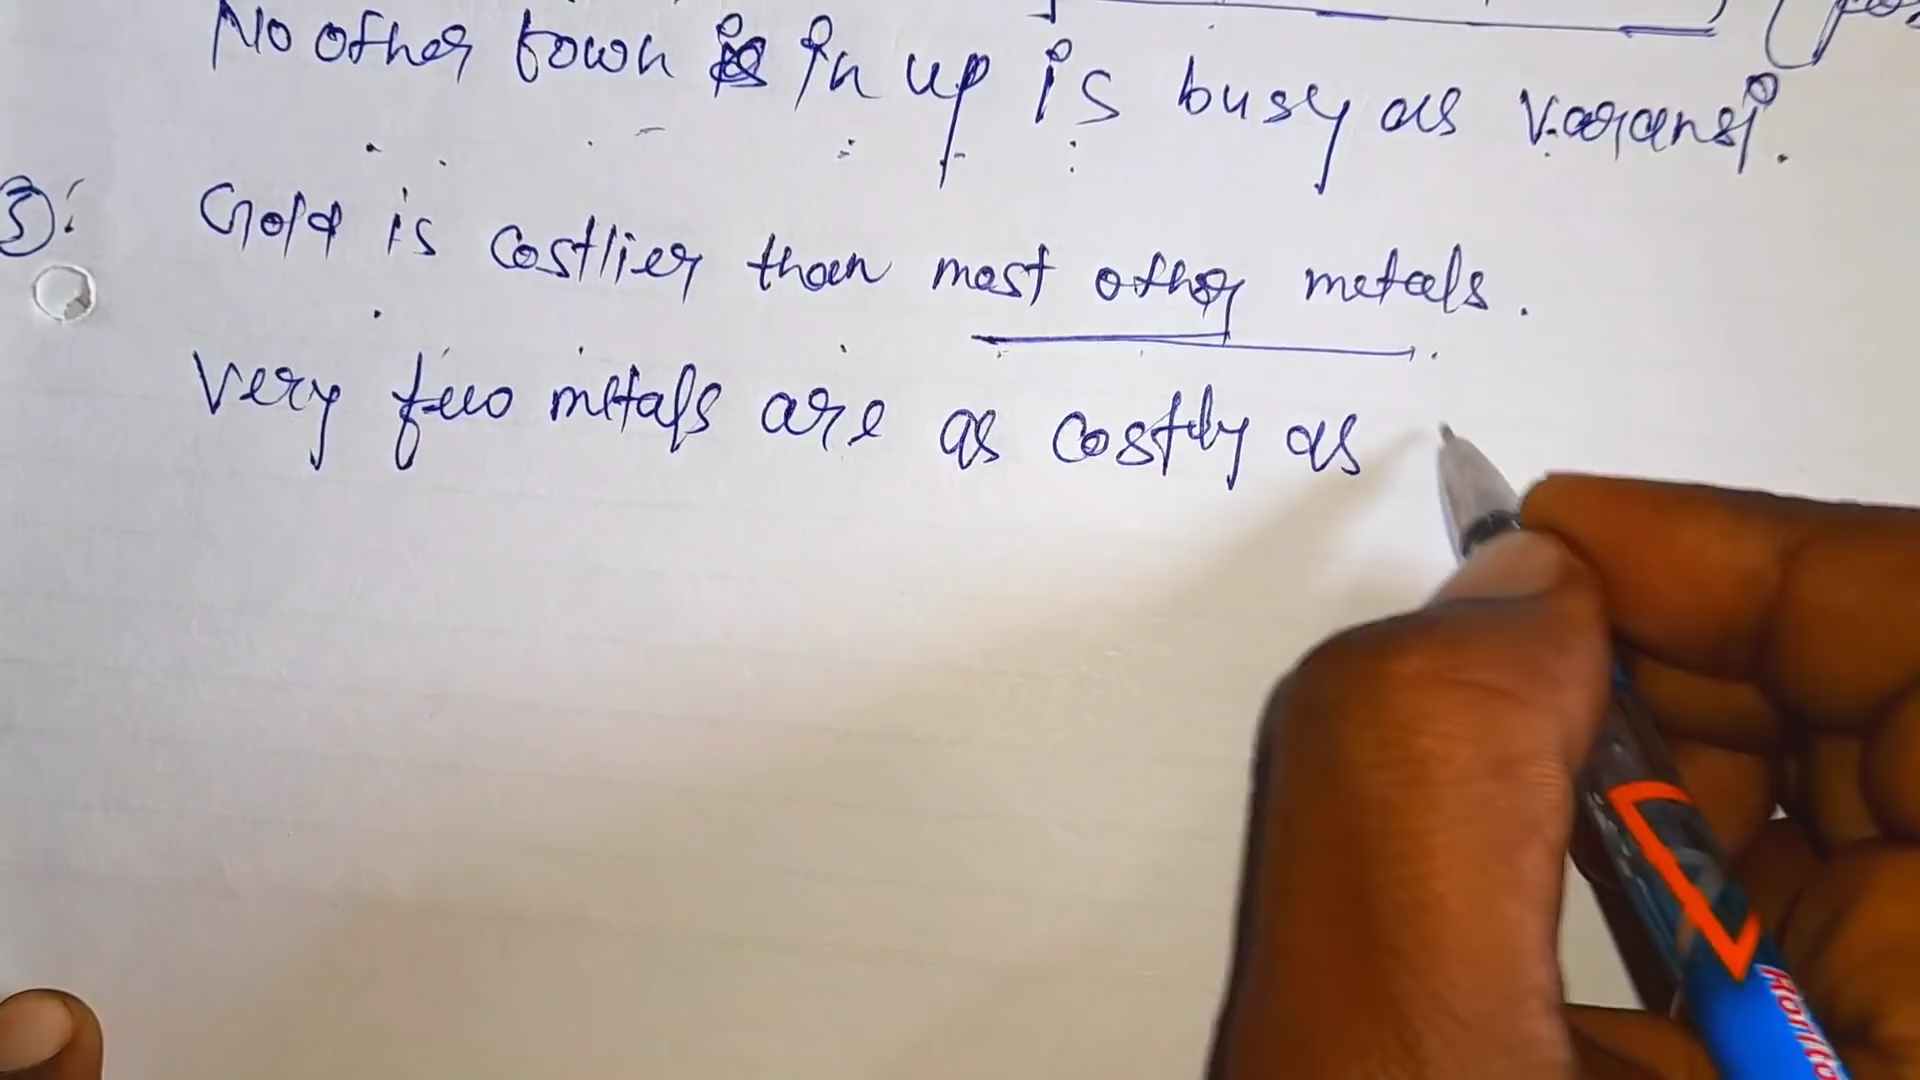 No other town in up is busy as varansi.
3): Gold is costlier than most other metals.
Very few metals are as costly as